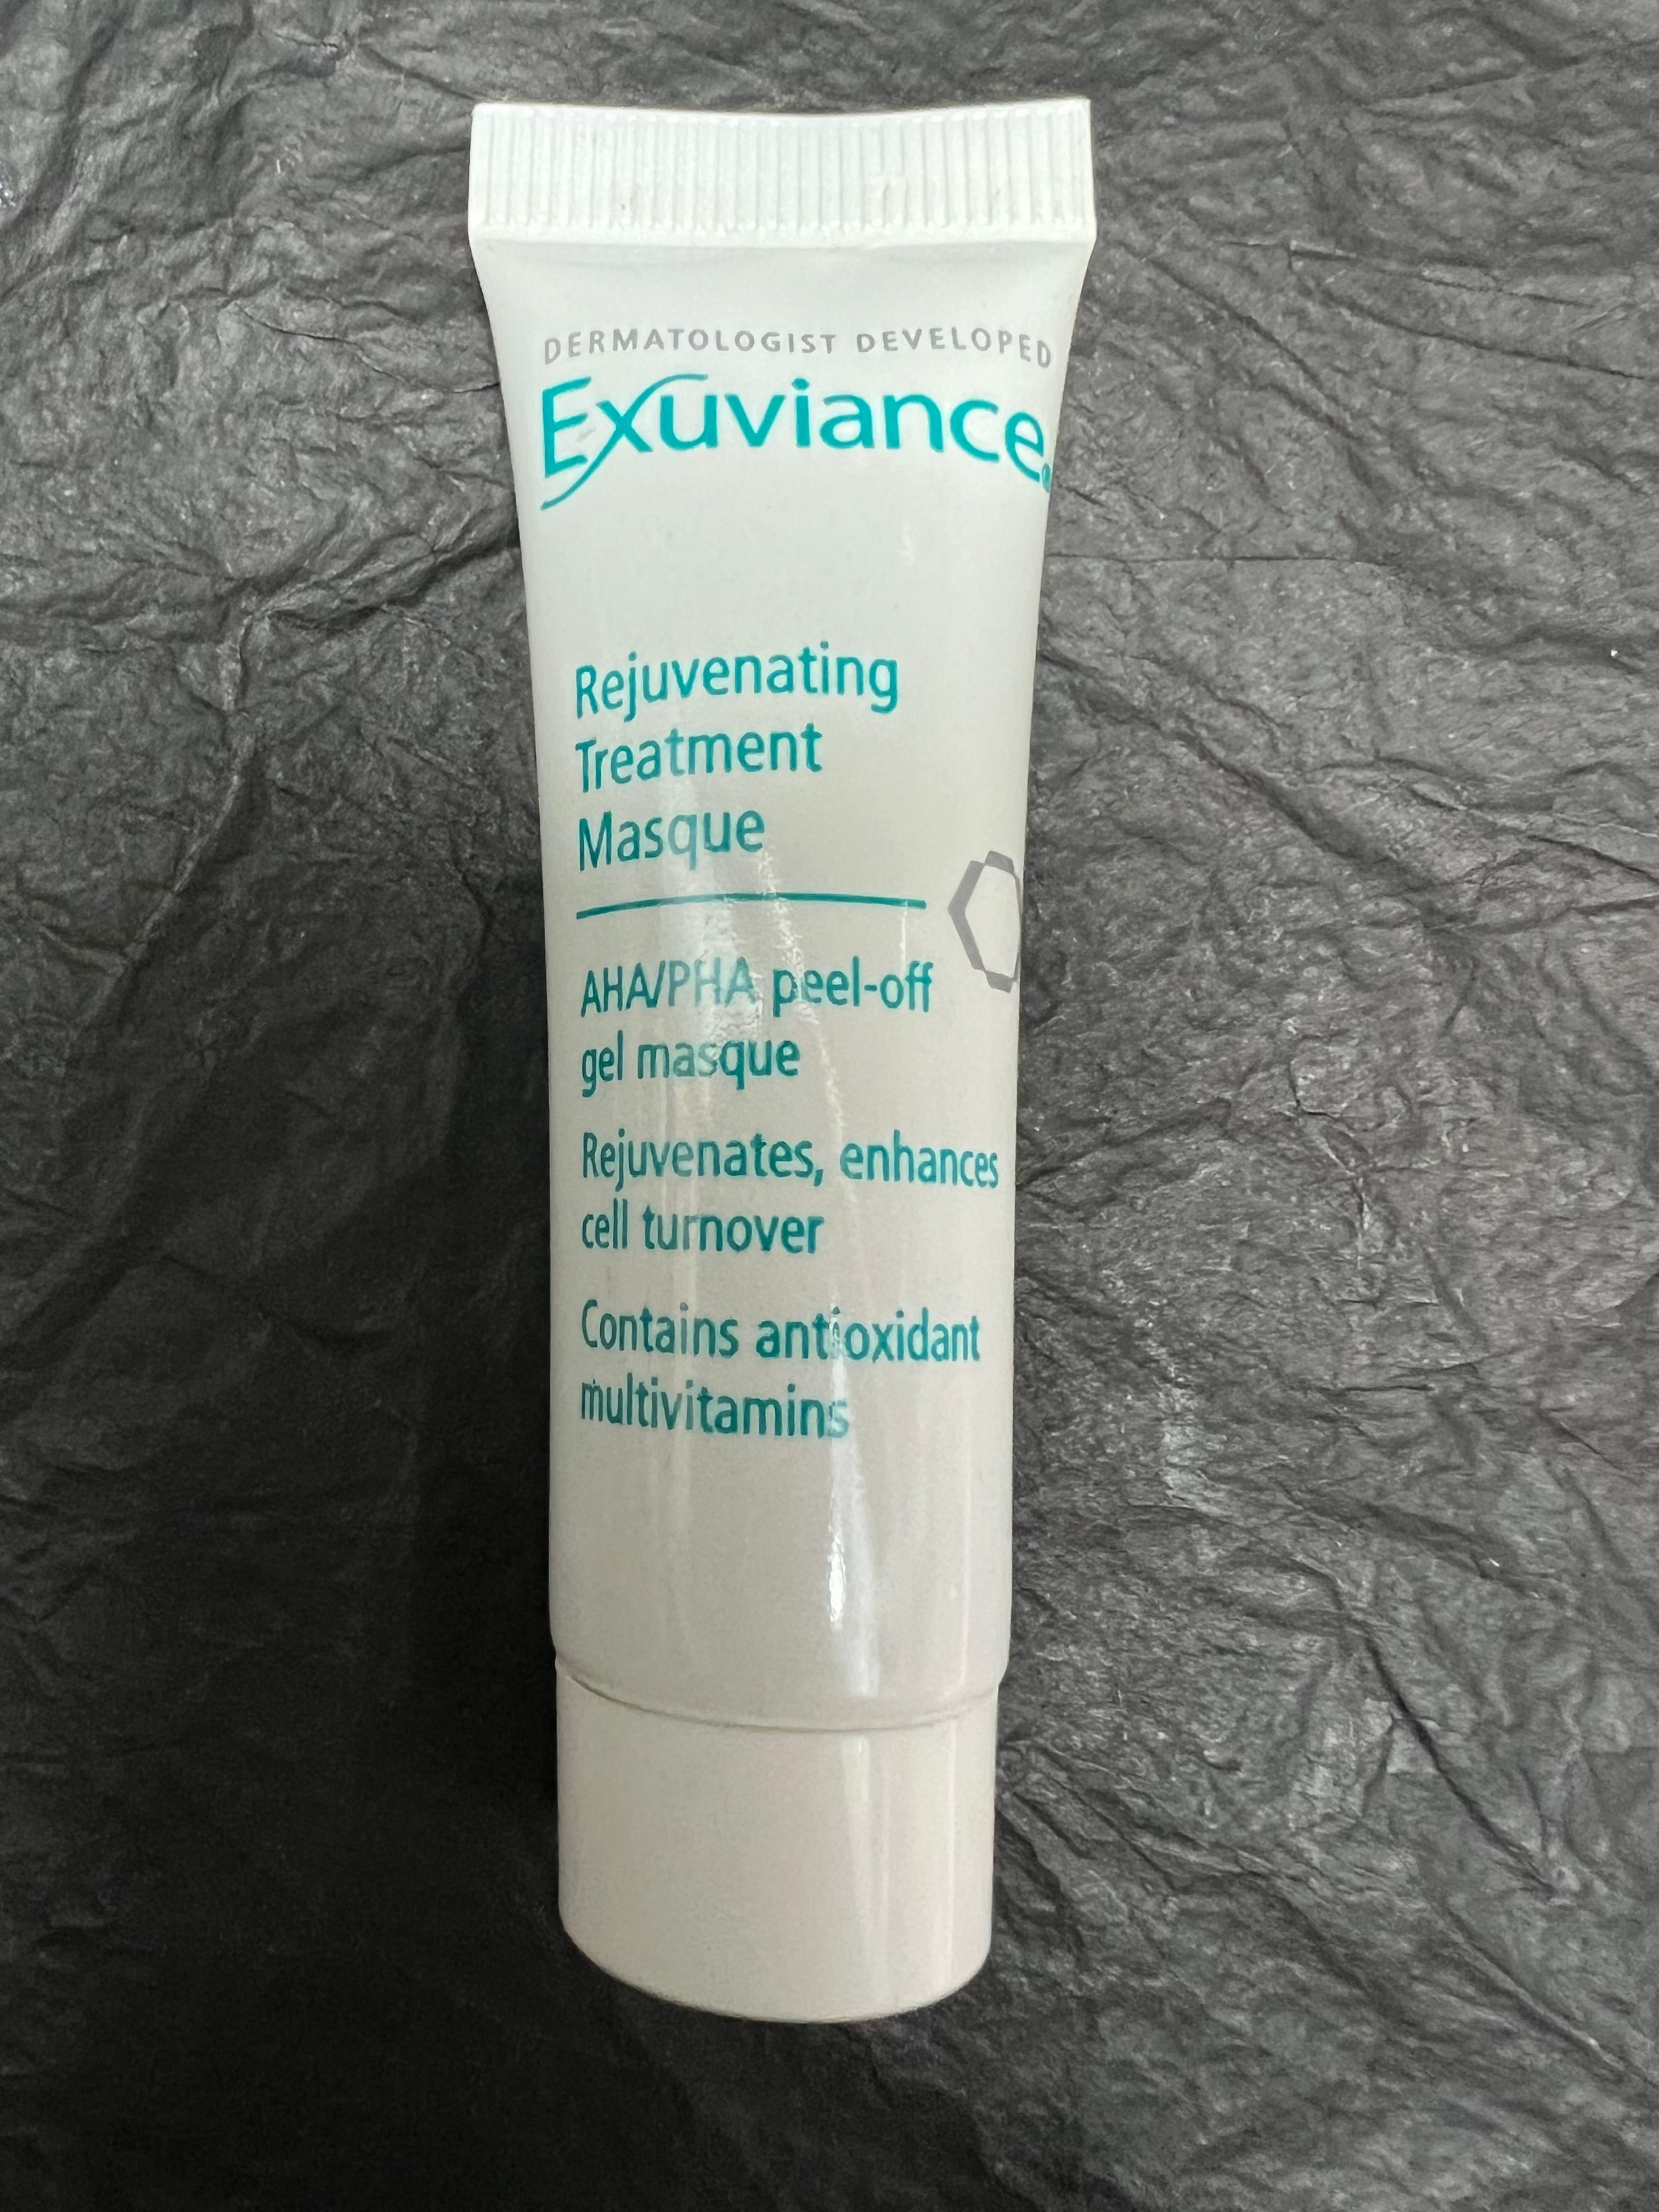 DERMATOLOGIST DEVELOPED
Exuviance
Rejuvenating
Treatment
Masque
AHA/PHA peel-off
gel masque
Rejuvenates, enhances
cell turnover
Contains antioxidant
multivitamins